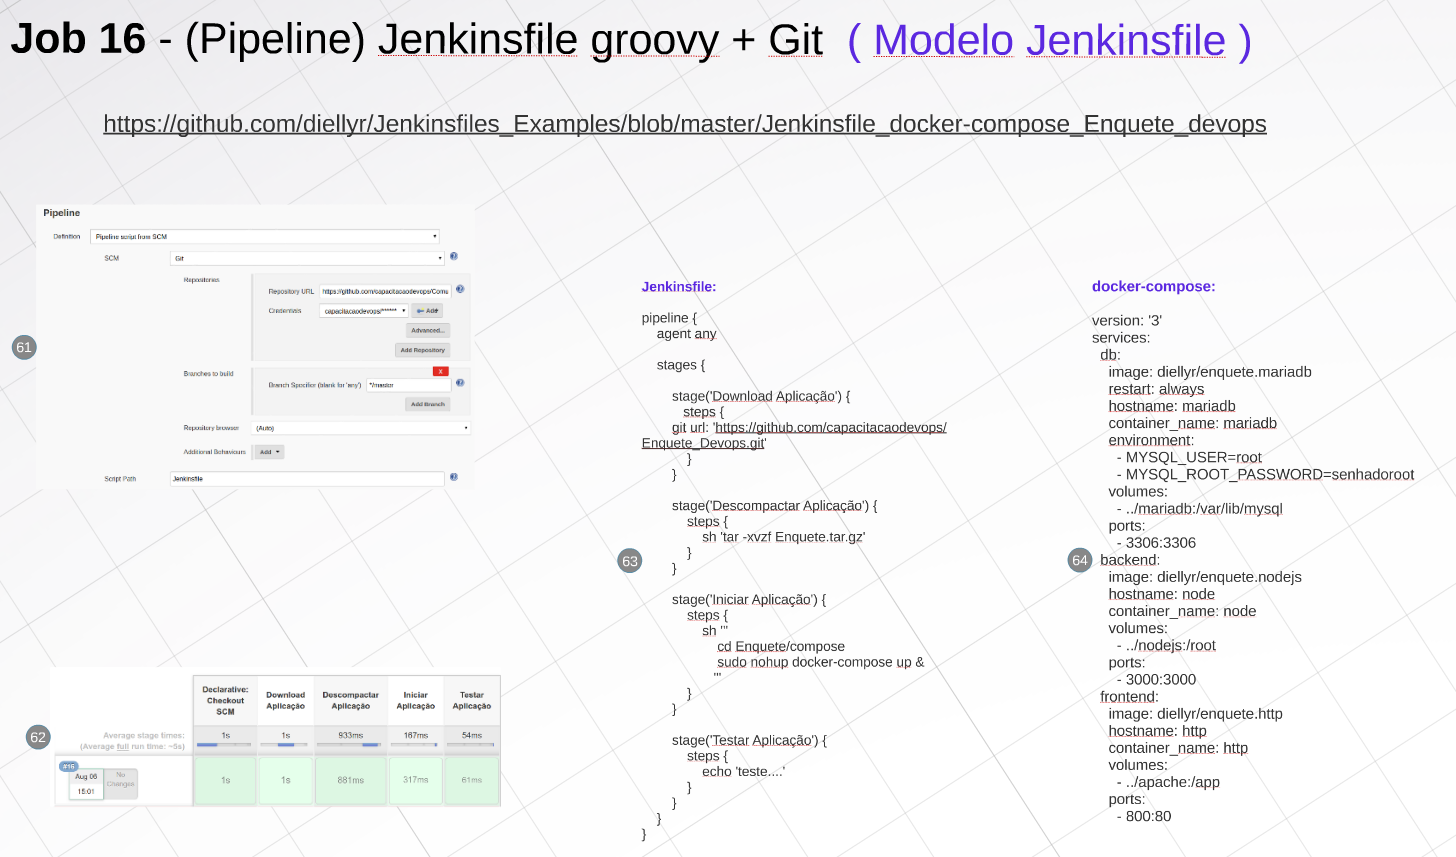 Job 16 - (Pipeline) Jenkinsfile groovy + Git ( Modelo Jenkinsfile )
https://github.com/diellyr/Jenkinsfiles_Examples/blob/master/Jenkinsfile_docker-compose_Enquete_devops
61
Pipeline
Definition Pipeline script from SCM
SCM Git
Repositories
Repository URL https://github.com/capacitacaodevops/Comu
Credentials capacitacaodevops/****** Add
Advanced...
Add Repository
Branches to build
X
Branch Specifier (blank for 'any') */master
Add Branch
Repository browser (Auto)
Additional Behaviours Add
Script Path Jenkinsfile
62
Declarative: Checkout SCM
Download Aplicação
Descompactar Aplicação
Iniciar Aplicação
Testar Aplicação
Average stage times: 1s 1s 933ms 167ms 54ms
(Average full run time: ~5s)
#15
Aug 06
No Changes
1s 1s 881ms 317ms 61ms
63
Jenkinsfile:
pipeline {
agent any
stages {
stage('Download Aplicação') {
steps {
git url: 'https://github.com/capacitacaodevops/
Enquete_Devops.git'
}
}
stage('Descompactar Aplicação') {
steps {
sh 'tar -xvzf Enquete.tar.gz'
}
}
stage('Iniciar Aplicação') {
steps {
sh '''
cd Enquete/compose
sudo nohup docker-compose up &
'''
}
}
stage('Testar Aplicação') {
steps {
echo 'teste....'
}
}
}
}
64
docker-compose:
version: '3'
services:
db:
image: diellyr/enquete.mariadb
restart: always
hostname: mariadb
container_name: mariadb
environment:
- MYSQL_USER=root
- MYSQL_ROOT_PASSWORD=senhadoroot
volumes:
- ../mariadb:/var/lib/mysql
ports:
- 3306:3306
backend:
image: diellyr/enquete.nodejs
hostname: node
container_name: node
volumes:
- ../nodejs:/root
ports:
- 3000:3000
frontend:
image: diellyr/enquete.http
hostname: http
container_name: http
volumes:
- ../apache:/app
ports:
- 800:80